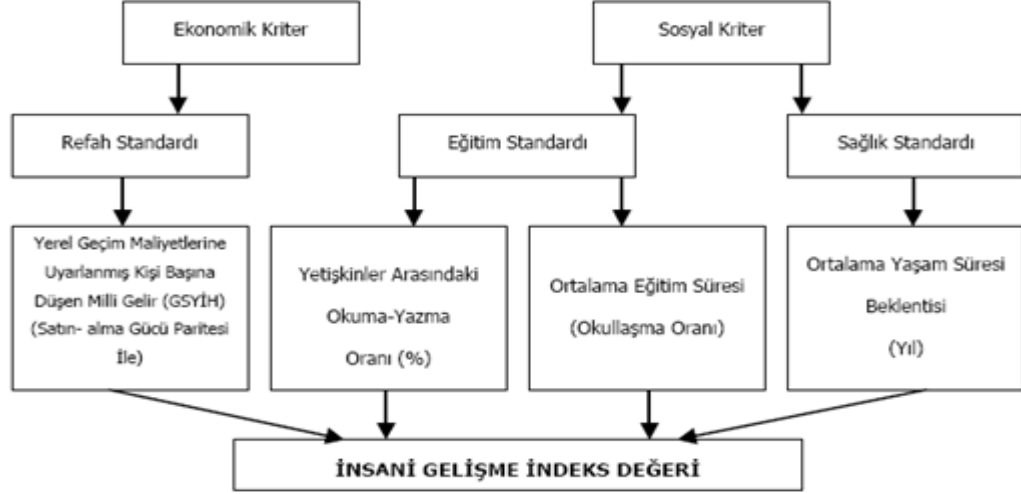 Ekonomik Kriter
Sosyal Kriter
Refah Standardı
Eğitim Standardı
Sağlık Standardı
Yerel Geçim Maliyetlerine
Uyarlanmış Kişi Başına
Düşen Milli Gelir (GSYİH)
(Satın- alma Gücü Paritesi
İle)
Yetişkinler Arasındaki
Okuma-Yazma
Oranı (%)
Ortalama Eğitim Süresi
(Okullaşma Oranı)
Ortalama Yaşam Süresi
Beklentisi
(Yıl)
İNSANİ GELİŞME İNDEKS DEĞERİ